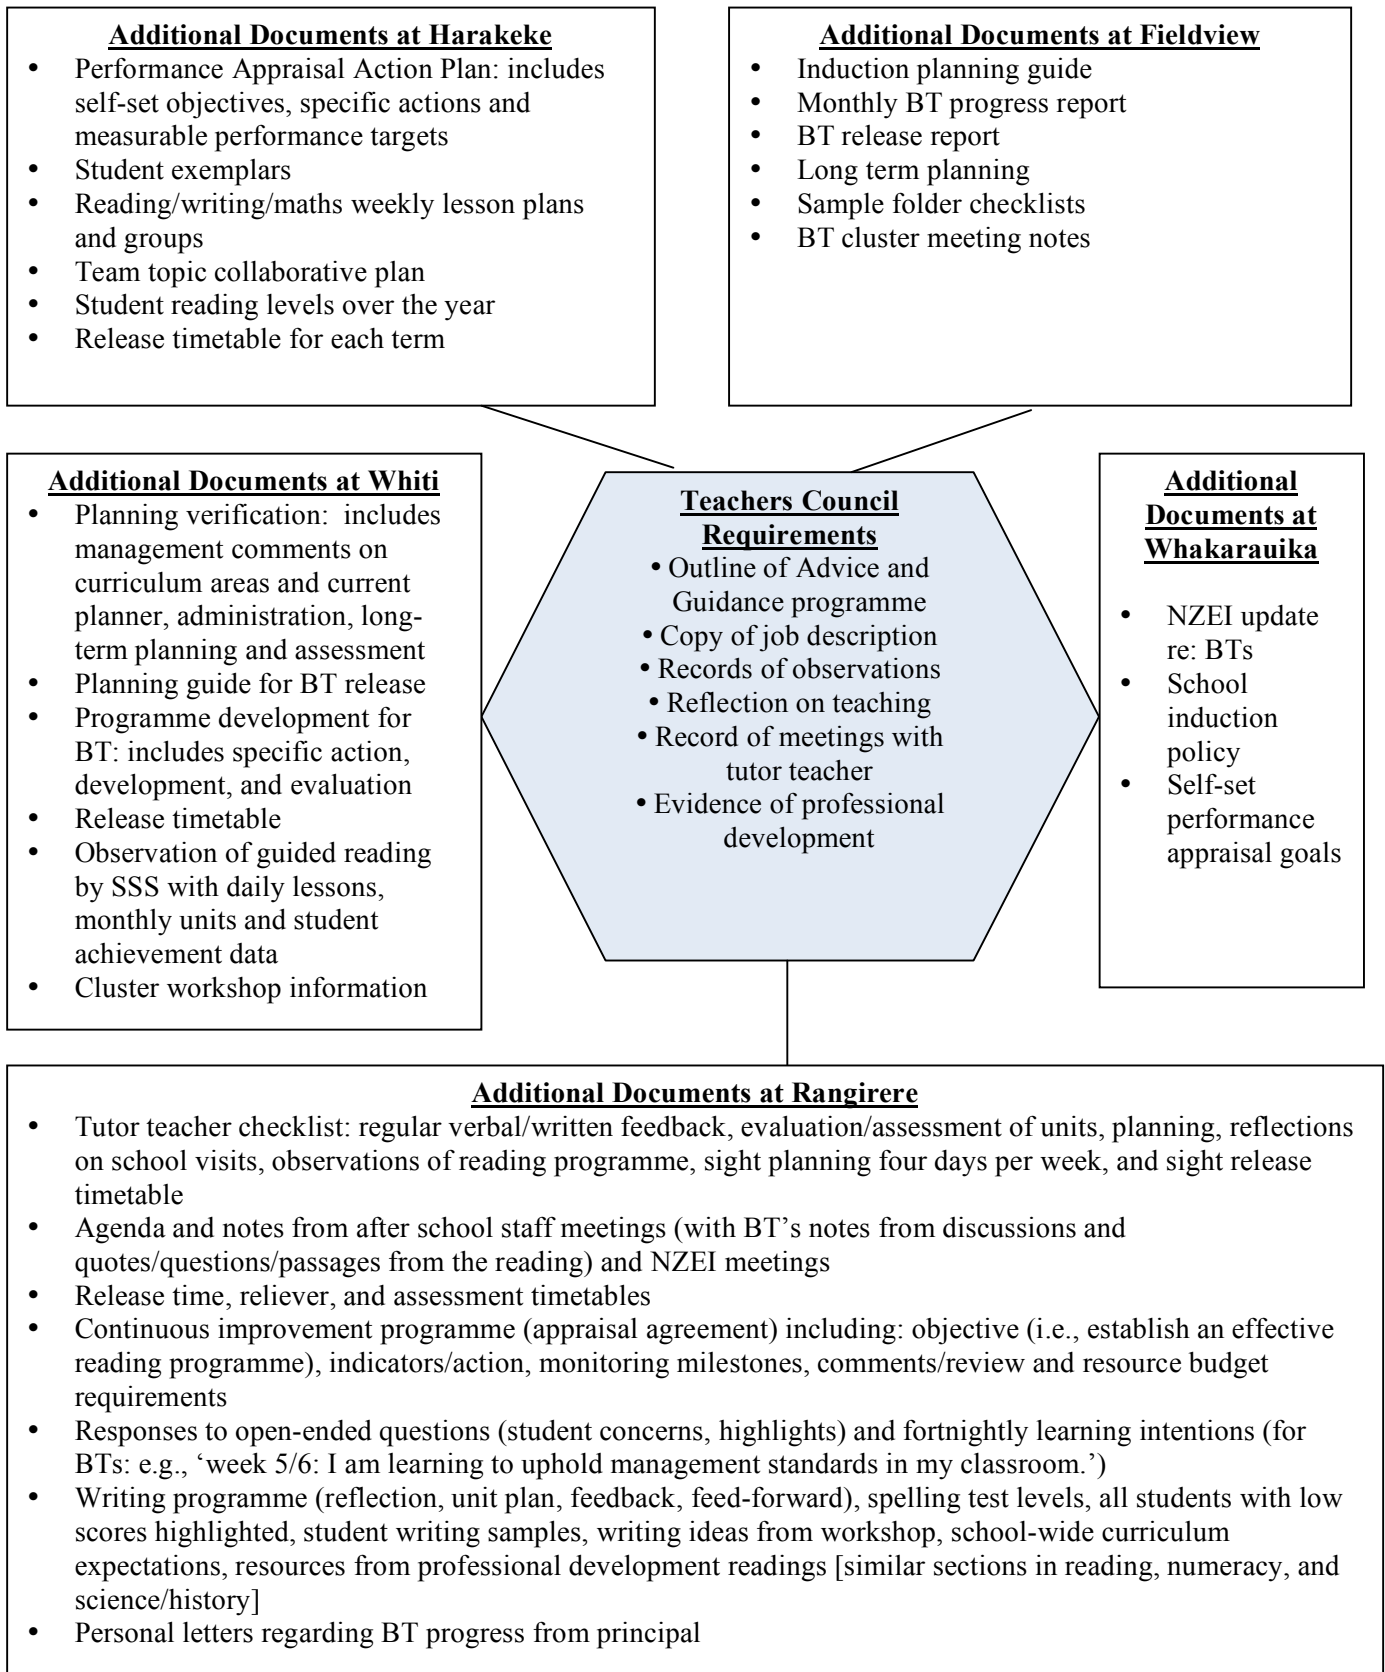 Additional Documents at Harakeke
• Performance Appraisal Action Plan: includes
self-set objectives, specific actions and
measurable performance targets
• Student exemplars
• Reading/writing/maths weekly lesson plans
and groups
• Team topic collaborative plan
• Student reading levels over the year
• Release timetable for each term
Additional Documents at Fieldview
• Induction planning guide
• Monthly BT progress report
• BT release report
• Long term planning
• Sample folder checklists
• BT cluster meeting notes
Additional Documents at Whiti
• Planning verification: includes
management comments on
curriculum areas and current
planner, administration, long-
term planning and assessment
• Planning guide for BT release
• Programme development for
BT: includes specific action,
development, and evaluation
• Release timetable
• Observation of guided reading
by SSS with daily lessons,
monthly units and student
achievement data
• Cluster workshop information
Teachers Council
Requirements
• Outline of Advice and
Guidance programme
• Copy of job description
• Records of observations
• Reflection on teaching
• Record of meetings with
tutor teacher
• Evidence of professional
development
Additional
Documents at
Whakarauika
• NZEI update
re: BTs
• School
induction
policy
• Self-set
performance
appraisal goals
Additional Documents at Rangirere
• Tutor teacher checklist: regular verbal/written feedback, evaluation/assessment of units, planning, reflections
on school visits, observations of reading programme, sight planning four days per week, and sight release
timetable
• Agenda and notes from after school staff meetings (with BT’s notes from discussions and
quotes/questions/passages from the reading) and NZEI meetings
• Release time, reliever, and assessment timetables
• Continuous improvement programme (appraisal agreement) including: objective (i.e., establish an effective
reading programme), indicators/action, monitoring milestones, comments/review and resource budget
requirements
• Responses to open-ended questions (student concerns, highlights) and fortnightly learning intentions (for
BTs: e.g., ‘week 5/6: I am learning to uphold management standards in my classroom.’)
• Writing programme (reflection, unit plan, feedback, feed-forward), spelling test levels, all students with low
scores highlighted, student writing samples, writing ideas from workshop, school-wide curriculum
expectations, resources from professional development readings [similar sections in reading, numeracy, and
science/history]
• Personal letters regarding BT progress from principal